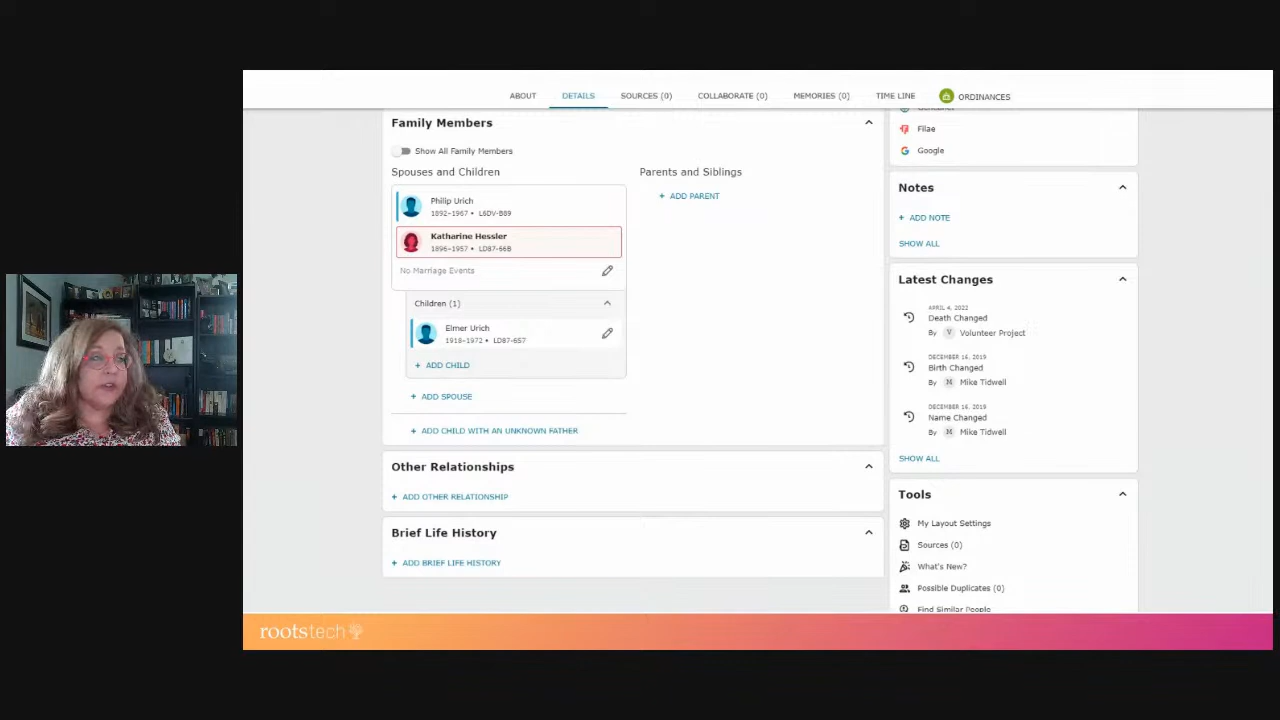 ABOUT
DETAILS
SOURCES (0)
COLLABORATE (0)
MEMORIES (0)
TIME LINE
ORDINANCES
Family Members
Show All Family Members
Spouses and Children
Philip Urich
1892–1967 • L6DV-B89
Katharine Hessler
1896–1957 • LD87-66B
No Marriage Events
Children (1)
Elmer Urich
1918–1972 • LD87-6S7
+ ADD CHILD
+ ADD SPOUSE
+ ADD CHILD WITH AN UNKNOWN FATHER
Parents and Siblings
+ ADD PARENT
Other Relationships
+ ADD OTHER RELATIONSHIP
Brief Life History
+ ADD BRIEF LIFE HISTORY
Filae
Google
Notes
+ ADD NOTE
SHOW ALL
Latest Changes
APRIL 4, 2022
Death Changed
By V Volunteer Project
DECEMBER 16, 2019
Birth Changed
By M Mike Tidwell
DECEMBER 16, 2019
Name Changed
By M Mike Tidwell
SHOW ALL
Tools
My Layout Settings
Sources (0)
What's New?
Possible Duplicates (0)
Find Similar People
rootstech